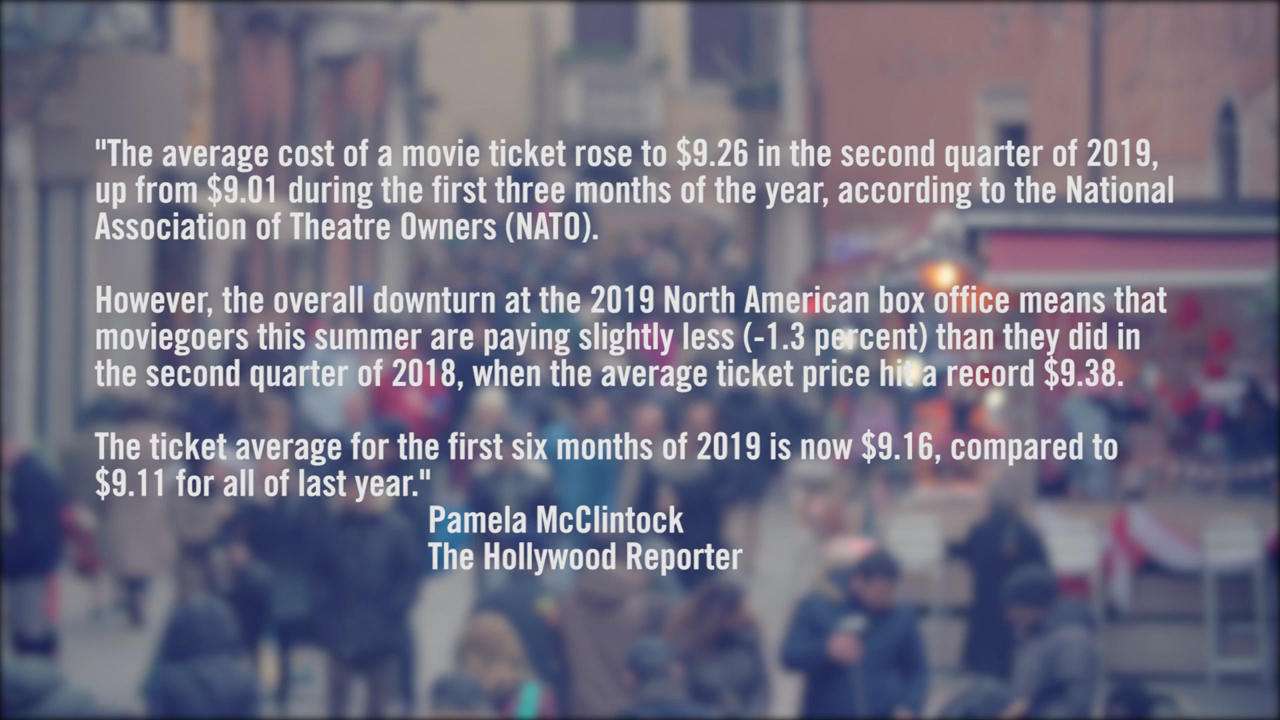 "The average cost of a movie ticket rose to $9.26 in the second quarter of 2019,
up from $9.01 during the first three months of the year, according to the National
Association of Theatre Owners (NATO).
However, the overall downturn at the 2019 North American box office means that
moviegoers this summer are paying slightly less (-1.3 percent) than they did in
the second quarter of 2018, when the average ticket price hit a record $9.38.
The ticket average for the first six months of 2019 is now $9.16, compared to
$9.11 for all of last year."
Pamela McClintock
The Hollywood Reporter